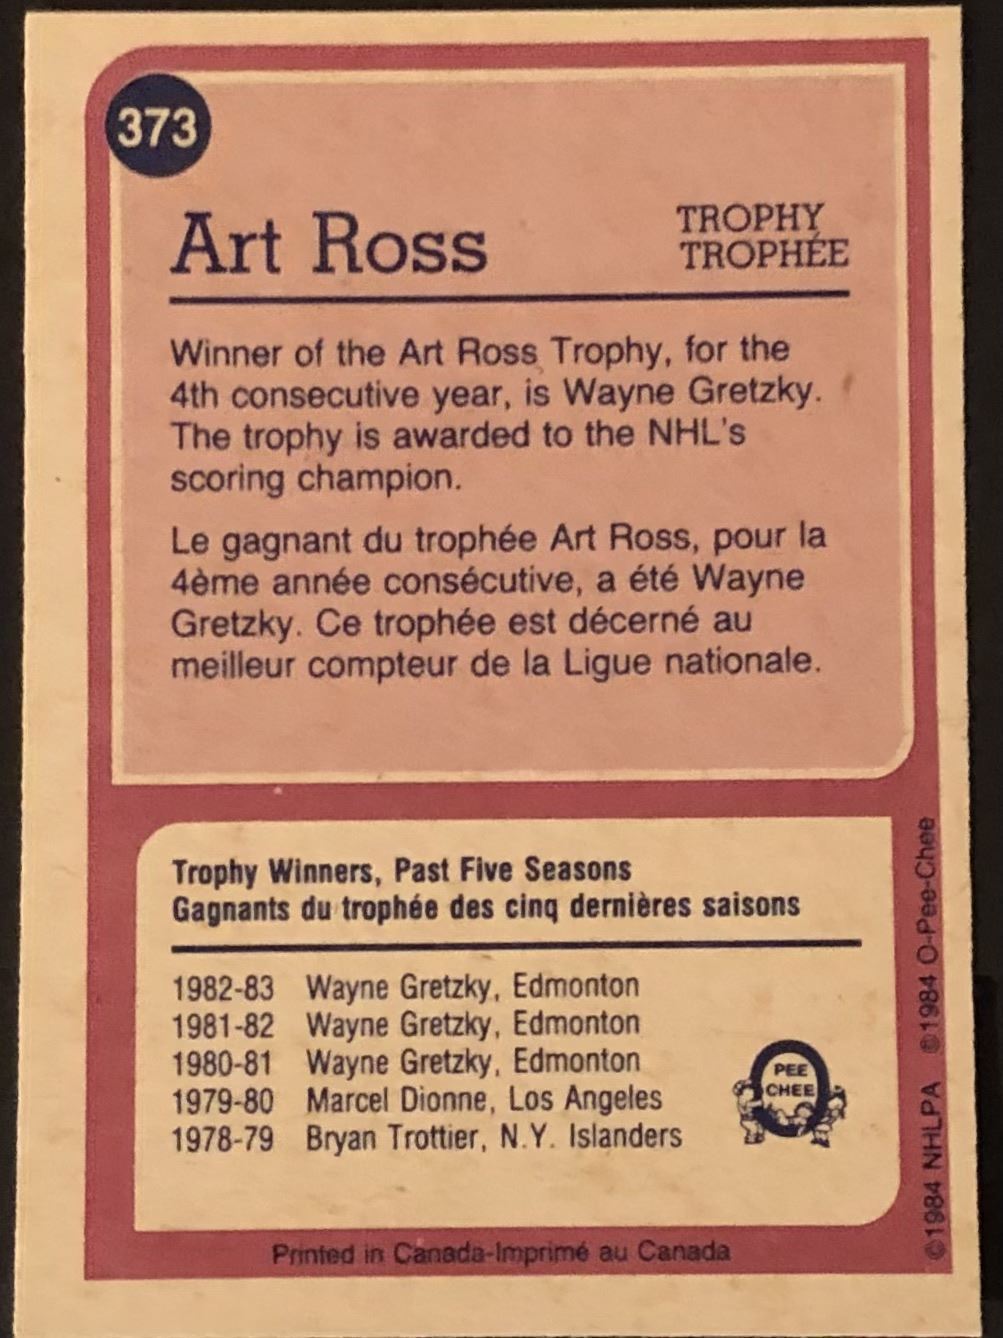 373
Art Ross
TROPHY
TROPHÉE
Winner of the Art Ross Trophy, for the
4th consecutive year, is Wayne Gretzky.
The trophy is awarded to the NHL's
scoring champion.
Le gagnant du trophée Art Ross, pour la
4ème année consécutive, a été Wayne
Gretzky. Ce trophée est décerné au
meilleur compteur de la Ligue nationale.
Trophy Winners, Past Five Seasons
Gagnants du trophée des cinq dernières saisons
1982-83 Wayne Gretzky, Edmonton
1981-82 Wayne Gretzky, Edmonton
1980-81 Wayne Gretzky, Edmonton
1979-80 Marcel Dionne, Los Angeles
1978-79 Bryan Trottier, N.Y. Islanders
PEE
CHEE
©1984 NHLPA ©1984 O-Pee-Chee
Printed in Canada-Imprimé au Canada